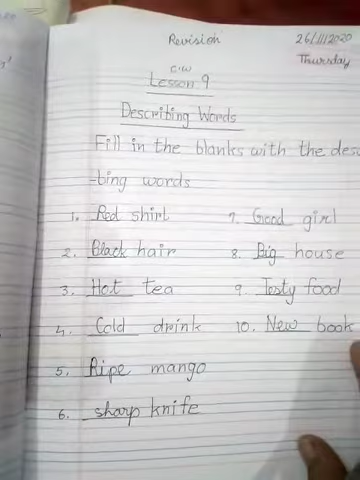 Revision 26/11/2020
Thursday
C.W
Lesson 9
Describing Words
Fill in the blanks with the desc
-bing words
1. Red shirt 7. Good girl
2. Black hair 8. Big house
3. Hot tea 9. Testy food
4. Cold drink 10. New book
5. Ripe mango
6. sharp knife